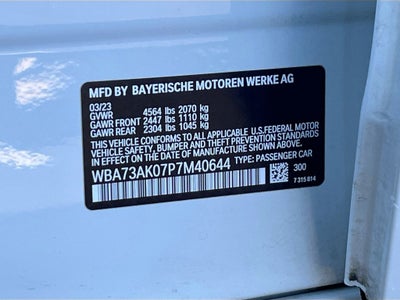 MFD BY BAYERISCHE MOTOREN WERKE AG
03/23
GVWR 4564 lbs 2070 kg
GAWR FRONT 2447 lbs 1110 kg
GAWR REAR 2304 lbs 1045 kg
THIS VEHICLE CONFORMS TO ALL APPLICABLE U.S.FEDERAL MOTOR
VEHICLE SAFETY, BUMPER AND THEFT PREVENTION STANDARDS
IN EFFECT ON THE DATE OF MANUFACTURE SHOWN ABOVE.
WBA73AK07P7M40644 TYPE: PASSENGER CAR
300
7 315 814